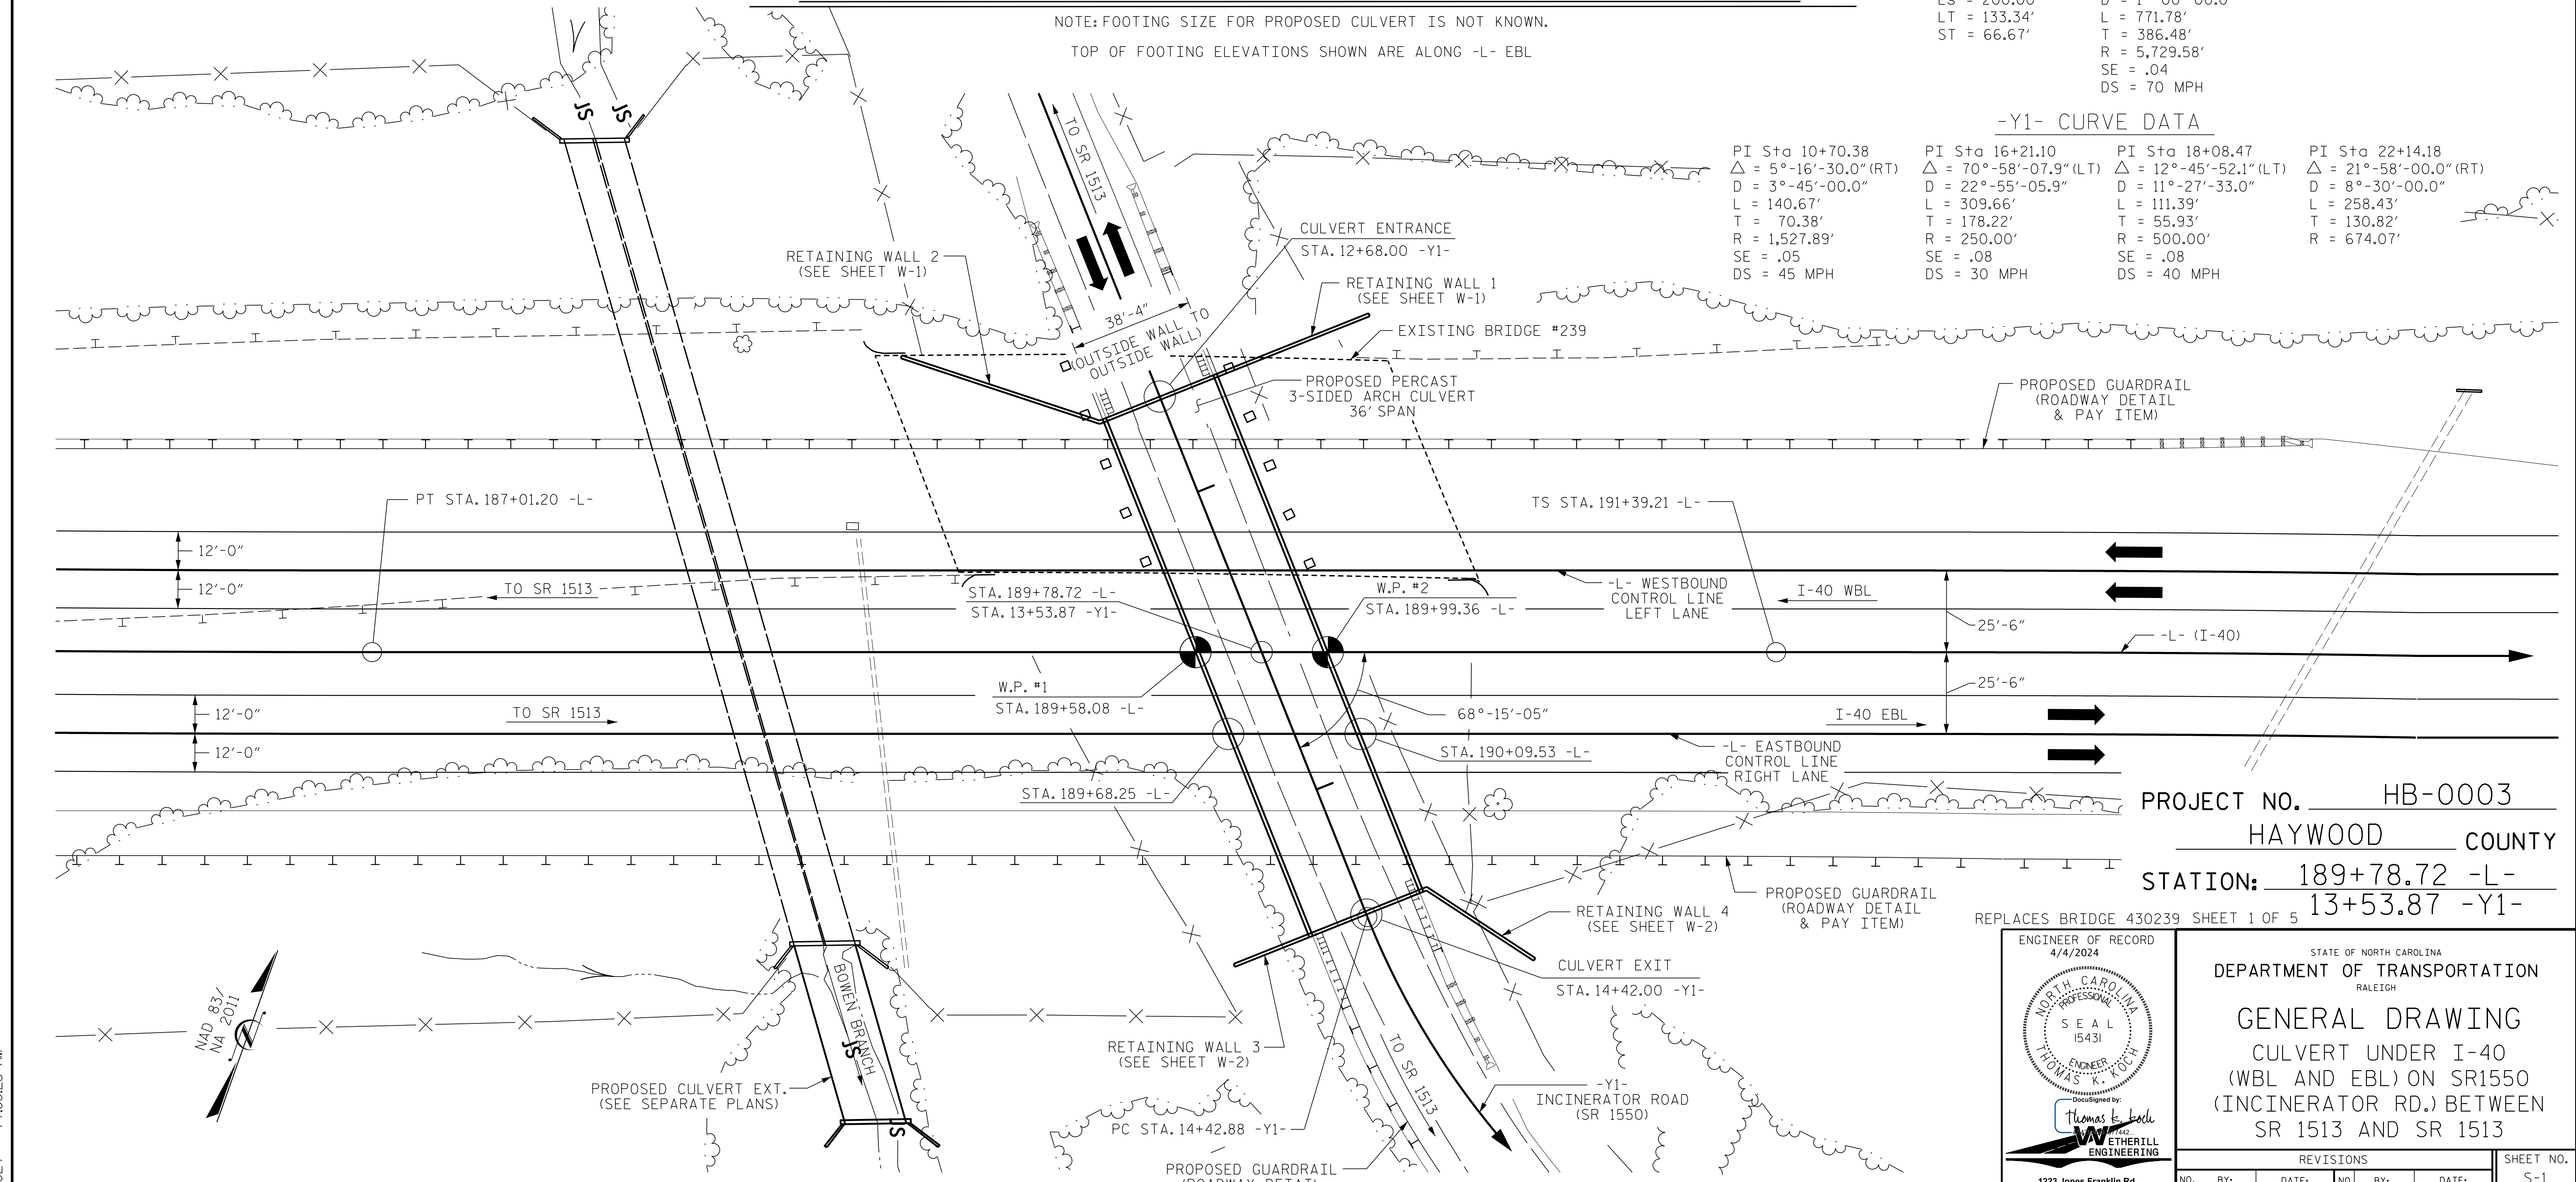 NOTE: FOOTING SIZE FOR PROPOSED CULVERT IS NOT KNOWN.
TOP OF FOOTING ELEVATIONS SHOWN ARE ALONG -L- EBL
LT = 133.34'
ST = 66.67'
L = 771.78'
T = 386.48'
R = 5,729.58'
SE = .04
DS = 70 MPH
-Y1- CURVE DATA
PI Sta 10+70.38
△ = 5°-16'-30.0"(RT)
D = 3°-45'-00.0"
L = 140.67'
T = 70.38'
R = 1,527.89'
SE = .05
DS = 45 MPH
PI Sta 16+21.10
△ = 70°-58'-07.9"(LT)
D = 22°-55'-05.9"
L = 309.66'
T = 178.22'
R = 250.00'
SE = .08
DS = 30 MPH
PI Sta 18+08.47
△ = 12°-45'-52.1"(LT)
D = 11°-27'-33.0"
L = 111.39'
T = 55.93'
R = 500.00'
SE = .08
DS = 40 MPH
PI Sta 22+14.18
△ = 21°-58'-00.0"(RT)
D = 8°-30'-00.0"
L = 258.43'
T = 130.82'
R = 674.07'
JS
JS
TO SR 1513
RETAINING WALL 2
(SEE SHEET W-1)
CULVERT ENTRANCE
STA. 12+68.00 -Y1-
RETAINING WALL 1
(SEE SHEET W-1)
38'-4"
(OUTSIDE WALL TO
OUTSIDE WALL)
EXISTING BRIDGE #239
PROPOSED PERCAST
3-SIDED ARCH CULVERT
36' SPAN
PROPOSED GUARDRAIL
(ROADWAY DETAIL
& PAY ITEM)
PT STA. 187+01.20 -L-
TS STA. 191+39.21 -L-
12'-0"
12'-0"
TO SR 1513
STA. 189+78.72 -L-
STA. 13+53.87 -Y1-
W.P. #2
STA. 189+99.36 -L-
-L- WESTBOUND
CONTROL LINE
LEFT LANE
I-40 WBL
25'-6"
-L- (I-40)
W.P. #1
STA. 189+58.08 -L-
25'-6"
12'-0"
12'-0"
TO SR 1513
68°-15'-05"
I-40 EBL
STA. 190+09.53 -L-
-L- EASTBOUND
CONTROL LINE
RIGHT LANE
STA. 189+68.25 -L-
PROJECT NO. HB-0003
HAYWOOD COUNTY
STATION: 189+78.72 -L-
13+53.87 -Y1-
REPLACES BRIDGE 430239 SHEET 1 OF 5
PROPOSED GUARDRAIL
(ROADWAY DETAIL
& PAY ITEM)
RETAINING WALL 4
(SEE SHEET W-2)
CULVERT EXIT
STA. 14+42.00 -Y1-
NAD 83/
NA 2011
BOWEN BRANCH
JS
JS
PROPOSED CULVERT EXT.
(SEE SEPARATE PLANS)
RETAINING WALL 3
(SEE SHEET W-2)
TO SR 1513
PC STA. 14+42.88 -Y1-
-Y1-
INCINERATOR ROAD
(SR 1550)
PROPOSED GUARDRAIL
ENGINEER OF RECORD
4/4/2024
NORTH CAROLINA
PROFESSIONAL
SEAL
15431
ENGINEER
THOMAS K. KOCH
DocuSigned by:
Thomas K. Koch
WETHERILL
ENGINEERING
1223 Jones Franklin Rd.
STATE OF NORTH CAROLINA
DEPARTMENT OF TRANSPORTATION
RALEIGH
GENERAL DRAWING
CULVERT UNDER I-40
(WBL AND EBL) ON SR1550
(INCINERATOR RD.) BETWEEN
SR 1513 AND SR 1513
REVISIONS
SHEET NO.
NO. BY: DATE: NO. BY: DATE:
S-1